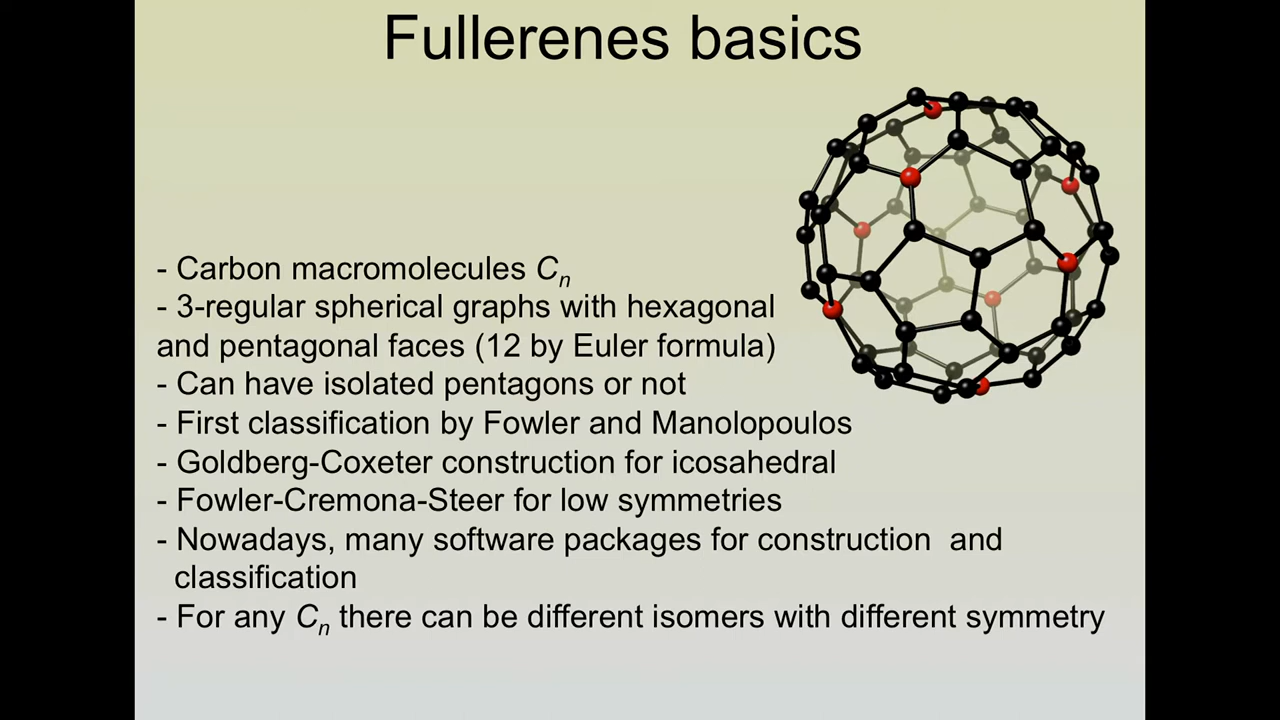 Fullerenes basics
- Carbon macromolecules Cn
- 3-regular spherical graphs with hexagonal
and pentagonal faces (12 by Euler formula)
- Can have isolated pentagons or not
- First classification by Fowler and Manolopoulos
- Goldberg-Coxeter construction for icosahedral
- Fowler-Cremona-Steer for low symmetries
- Nowadays, many software packages for construction  and
classification
- For any Cn there can be different isomers with different symmetry